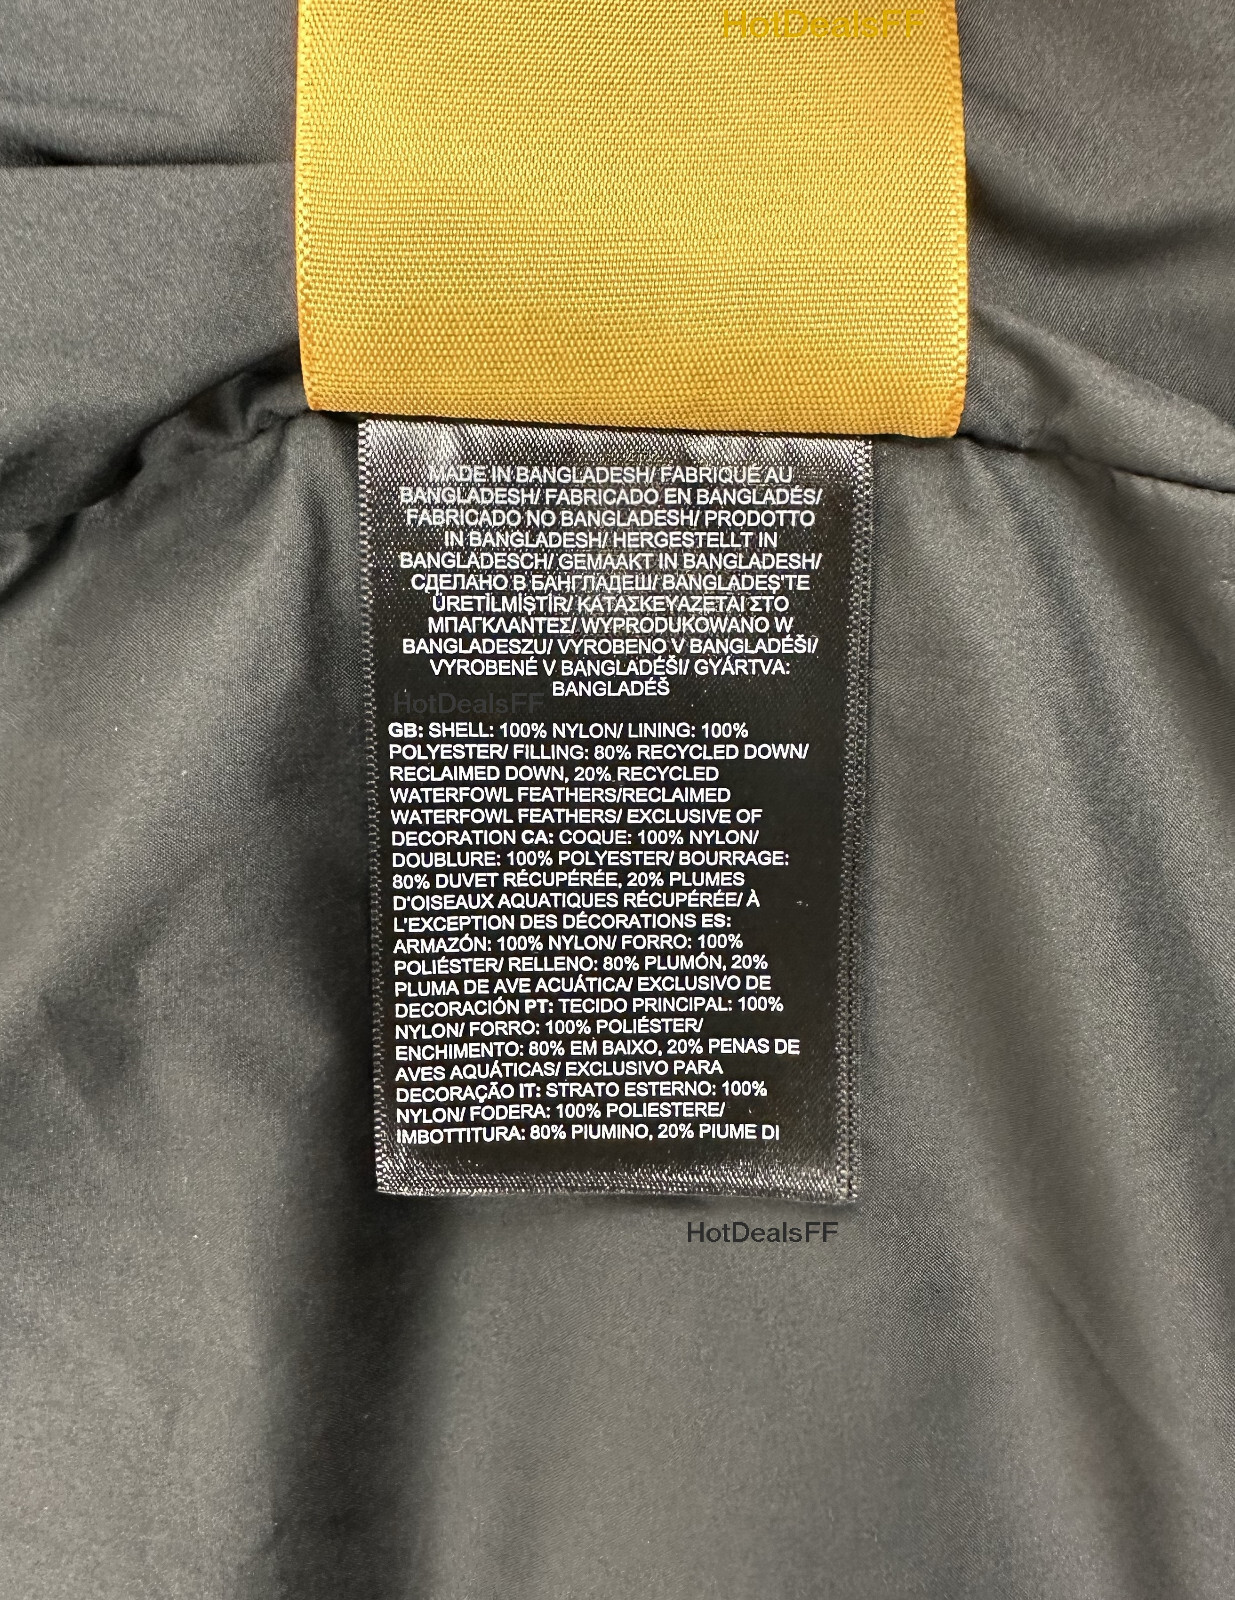 HotDealsFF
MADE IN BANGLADESH/ FABRIQUÉ AU
BANGLADESH/ FABRICADO EN BANGLADÉS/
FABRICADO NO BANGLADESH/ PRODOTTO
IN BANGLADESH/ HERGESTELLT IN
BANGLADESCH/ GEMAAKT IN BANGLADESH/
СДЕЛАНО В БАНГЛАДЕШ/ BANGLADEŞ'TE
ÜRETİLMİŞTİR/ ΚΑΤΑΣΚΕΥΑΖΕΤΑΙ ΣΤΟ
ΜΠΑΓΚΛΑΝΤΕΣ/ WYPRODUKOWANO W
BANGLADESZU/ VYROBENO V BANGLADÉŠI/
VYROBENÉ V BANGLADÉŠI/ GYÁRTVA:
BANGLADÉŠ
HotDealsFF
GB: SHELL: 100% NYLON/ LINING: 100%
POLYESTER/ FILLING: 80% RECYCLED DOWN/
RECLAIMED DOWN, 20% RECYCLED
WATERFOWL FEATHERS/RECLAIMED
WATERFOWL FEATHERS/ EXCLUSIVE OF
DECORATION CA: COQUE: 100% NYLON/
DOUBLURE: 100% POLYESTER/ BOURRAGE:
80% DUVET RÉCUPÉRÉE, 20% PLUMES
D'OISEAUX AQUATIQUES RÉCUPÉRÉE/ À
L'EXCEPTION DES DÉCORATIONS ES:
ARMAZÓN: 100% NYLON/ FORRO: 100%
POLIÉSTER/ RELLENO: 80% PLUMÓN, 20%
PLUMA DE AVE ACUÁTICA/ EXCLUSIVO DE
DECORACIÓN PT: TECIDO PRINCIPAL: 100%
NYLON/ FORRO: 100% POLIÉSTER/
ENCHIMENTO: 80% EM BAIXO, 20% PENAS DE
AVES AQUÁTICAS/ EXCLUSIVO PARA
DECORAÇÃO IT: STRATO ESTERNO: 100%
NYLON/ FODERA: 100% POLIESTERE/
IMBOTTITURA: 80% PIUMINO, 20% PIUME DI
HotDealsFF